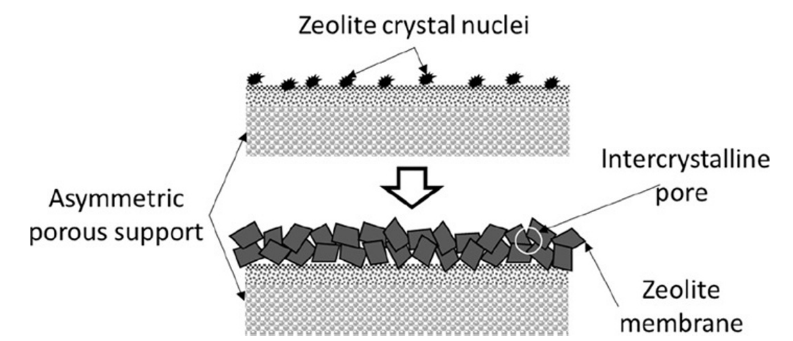 Zeolite crystal nuclei
Intercrystalline
pore
Asymmetric
porous support
Zeolite
membrane